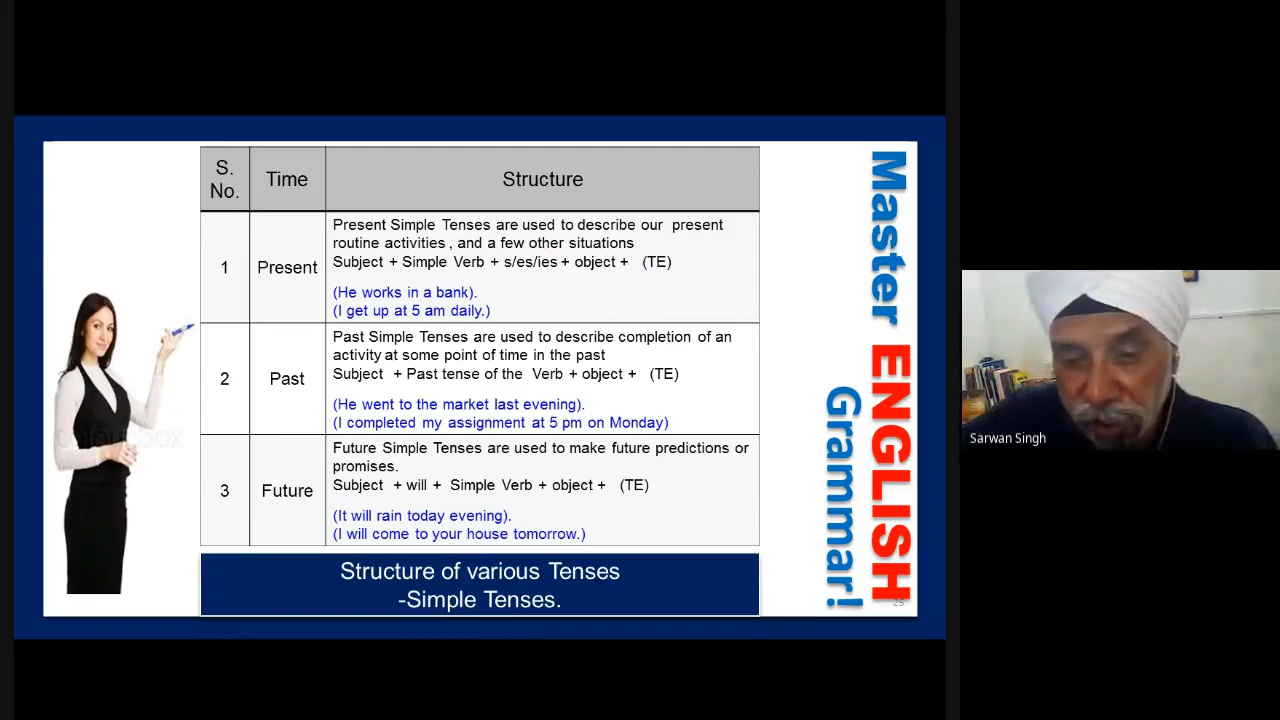 S.
No.
Time
Structure
1
Present
Present Simple Tenses are used to describe our present
routine activities , and a few other situations
Subject + Simple Verb + s/es/ies + object + (TE)
(He works in a bank).
(I get up at 5 am daily.)
2
Past
Past Simple Tenses are used to describe completion of an
activity at some point of time in the past
Subject + Past tense of the Verb + object + (TE)
(He went to the market last evening).
(I completed my assignment at 5 pm on Monday)
3
Future
Future Simple Tenses are used to make future predictions or
promises.
Subject + will + Simple Verb + object + (TE)
(It will rain today evening).
(I will come to your house tomorrow.)
Structure of various Tenses
-Simple Tenses.
Master ENGLISH
Grammar!
25
Sarwan Singh